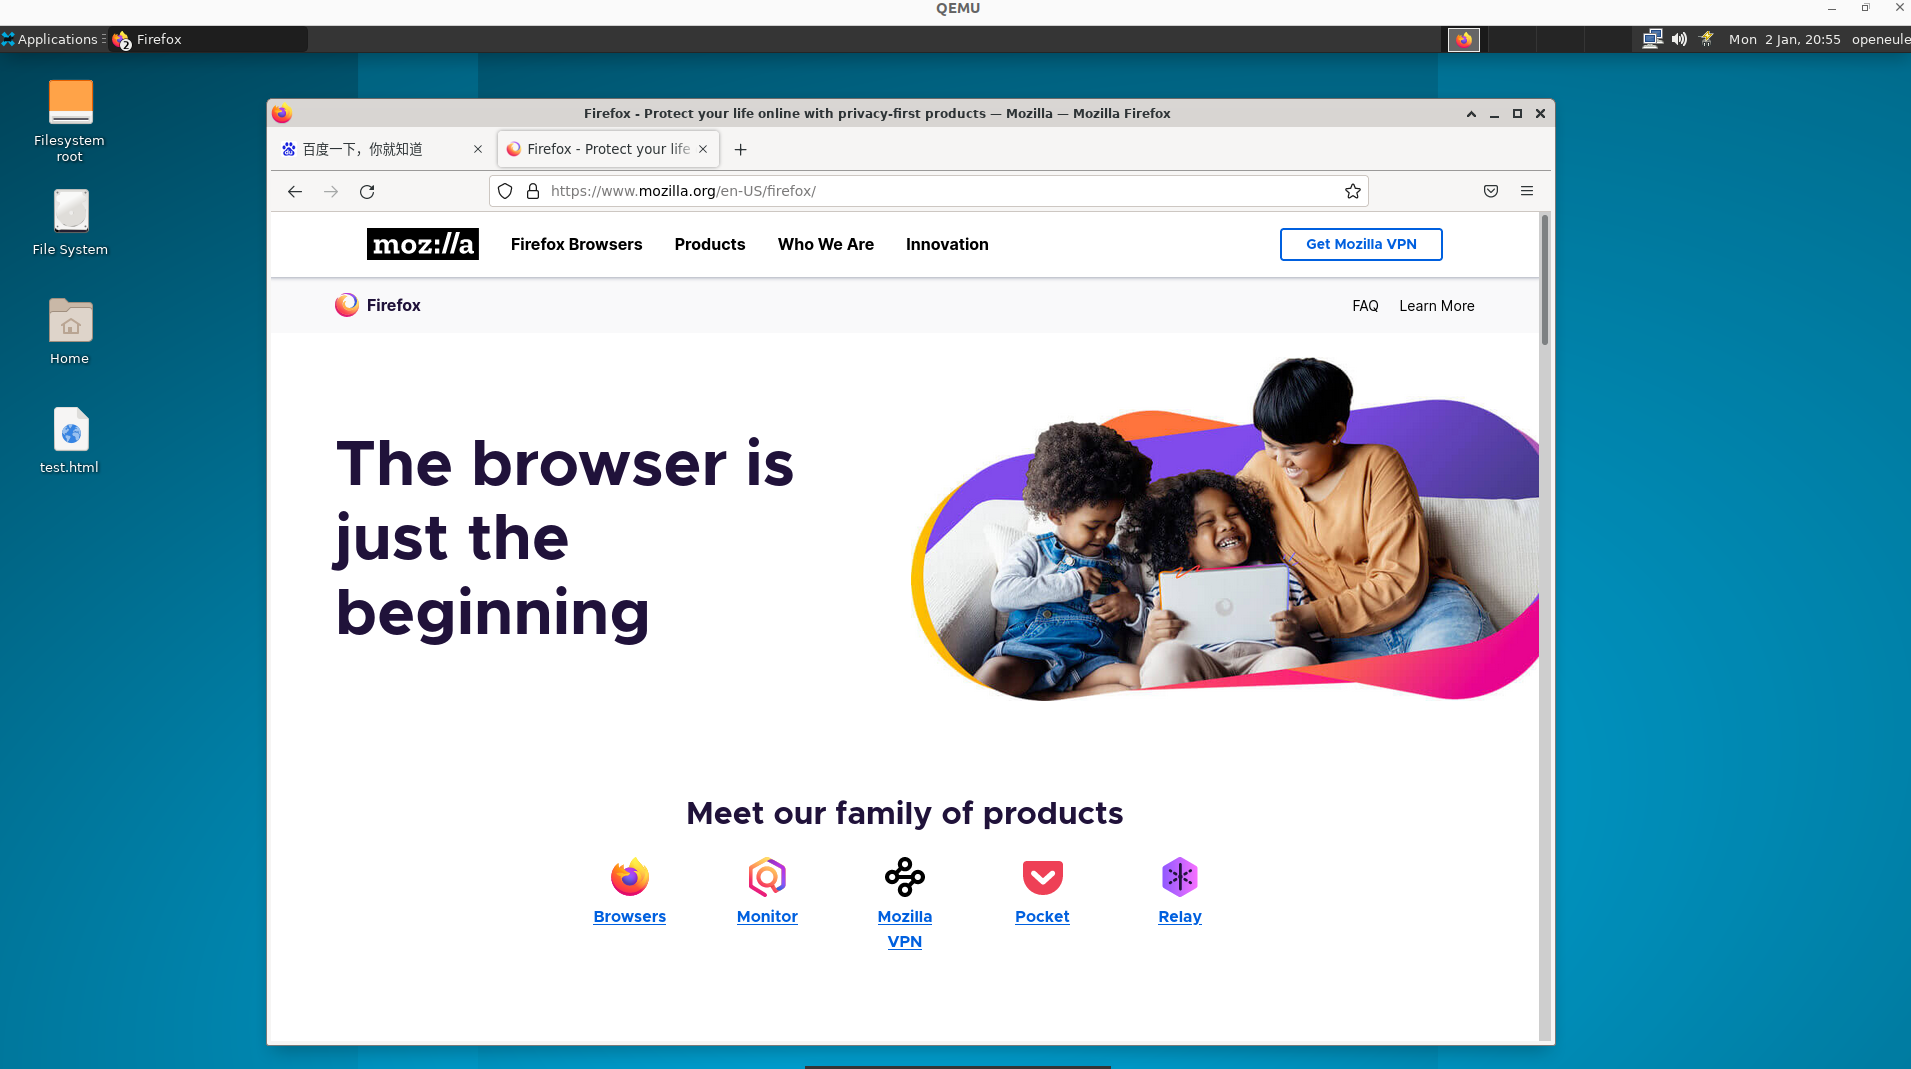 QEMU
Applications
2
Firefox
Mon 2 Jan, 20:55
openeule
Filesystem
root
File System
Home
test.html
Firefox - Protect your life online with privacy-first products — Mozilla — Mozilla Firefox
百度一下，你就知道
Firefox - Protect your life
https://www.mozilla.org/en-US/firefox/
moz://a
Firefox Browsers
Products
Who We Are
Innovation
Get Mozilla VPN
Firefox
FAQ
Learn More
The browser is
just the
beginning
Meet our family of products
Browsers
Monitor
Mozilla
VPN
Pocket
Relay